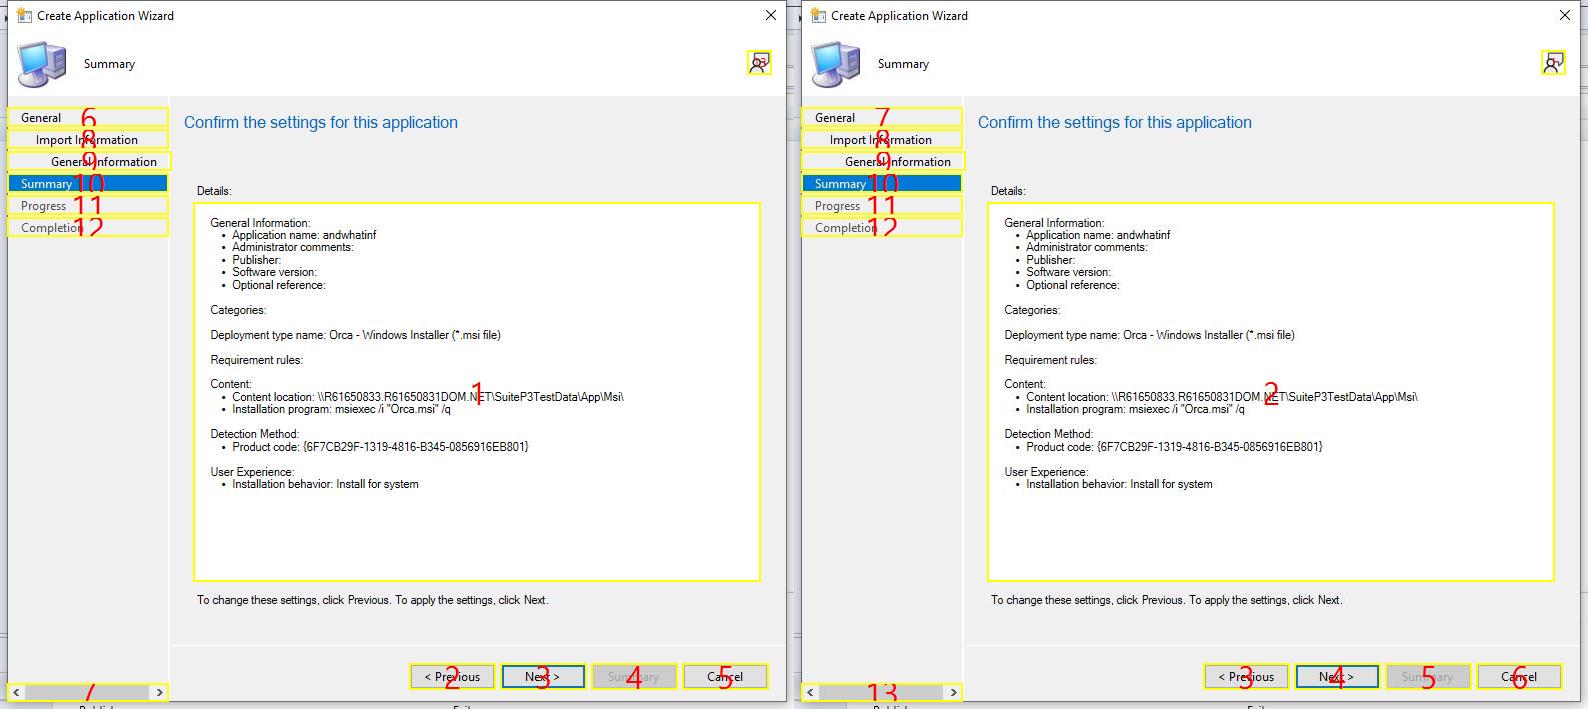 Create Application Wizard
Summary
13
General 6
Import Information 8
General Information 9
Summary 10
Progress 11
Completion 12
7
Confirm the settings for this application
Details:
General Information:
• Application name: andwhatinf
• Administrator comments:
• Publisher:
• Software version:
• Optional reference:
Categories:
Deployment type name: Orca - Windows Installer (*.msi file)
Requirement rules:
Content:
1
• Content location: \\R61650833.R61650831DOM.NET\SuiteP3TestData\App\Msi\
• Installation program: msiexec /i "Orca.msi" /q
Detection Method:
• Product code: {6F7CB29F-1319-4816-B345-0856916EB801}
User Experience:
• Installation behavior: Install for system
To change these settings, click Previous. To apply the settings, click Next.
< Previous 2 Next > 3 Summary 4 Cancel 5
Create Application Wizard
Summary
General 7
Import Information 8
General Information 9
Summary 10
Progress 11
Completion 12
13
Confirm the settings for this application
Details:
General Information:
• Application name: andwhatinf
• Administrator comments:
• Publisher:
• Software version:
• Optional reference:
Categories:
Deployment type name: Orca - Windows Installer (*.msi file)
Requirement rules:
Content:
2
• Content location: \\R61650833.R61650831DOM.NET\SuiteP3TestData\App\Msi\
• Installation program: msiexec /i "Orca.msi" /q
Detection Method:
• Product code: {6F7CB29F-1319-4816-B345-0856916EB801}
User Experience:
• Installation behavior: Install for system
To change these settings, click Previous. To apply the settings, click Next.
< Previous 3 Next > 4 Summary 5 Cancel 6